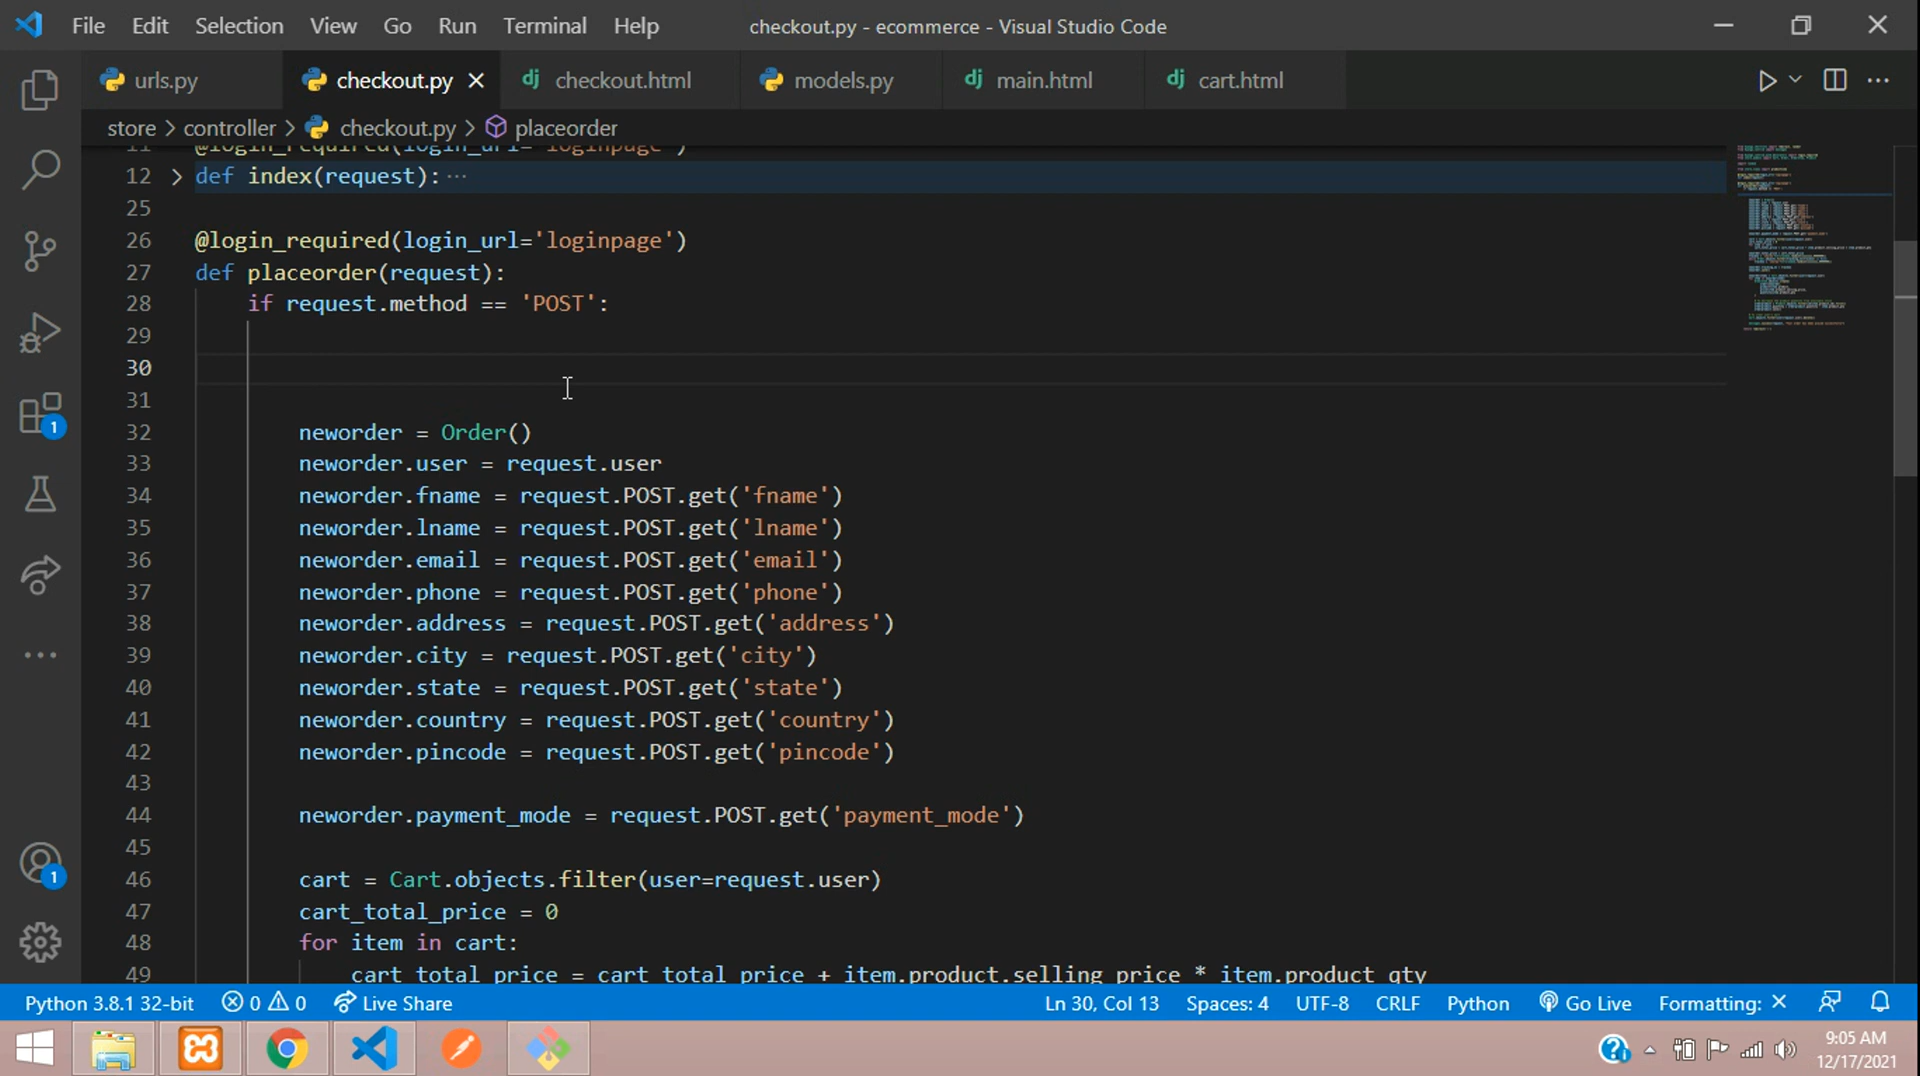 File Edit Selection View Go Run Terminal Help checkout.py - ecommerce - Visual Studio Code
urls.py checkout.py checkout.html models.py main.html cart.html
store > controller > checkout.py > placeorder
11 @login_required(login_url='loginpage')
12 def index(request): ···
25
26 @login_required(login_url='loginpage')
27 def placeorder(request):
28 if request.method == 'POST':
29
30
31
32 neworder = Order()
33 neworder.user = request.user
34 neworder.fname = request.POST.get('fname')
35 neworder.lname = request.POST.get('lname')
36 neworder.email = request.POST.get('email')
37 neworder.phone = request.POST.get('phone')
38 neworder.address = request.POST.get('address')
39 neworder.city = request.POST.get('city')
40 neworder.state = request.POST.get('state')
41 neworder.country = request.POST.get('country')
42 neworder.pincode = request.POST.get('pincode')
43
44 neworder.payment_mode = request.POST.get('payment_mode')
45
46 cart = Cart.objects.filter(user=request.user)
47 cart_total_price = 0
48 for item in cart:
49 cart_total_price = cart_total_price + item.product.selling_price * item.product_qty
1
1
Python 3.8.1 32-bit 0 0 Live Share Ln 30, Col 13 Spaces: 4 UTF-8 CRLF Python Go Live Formatting: ×
9:05 AM
12/17/2021